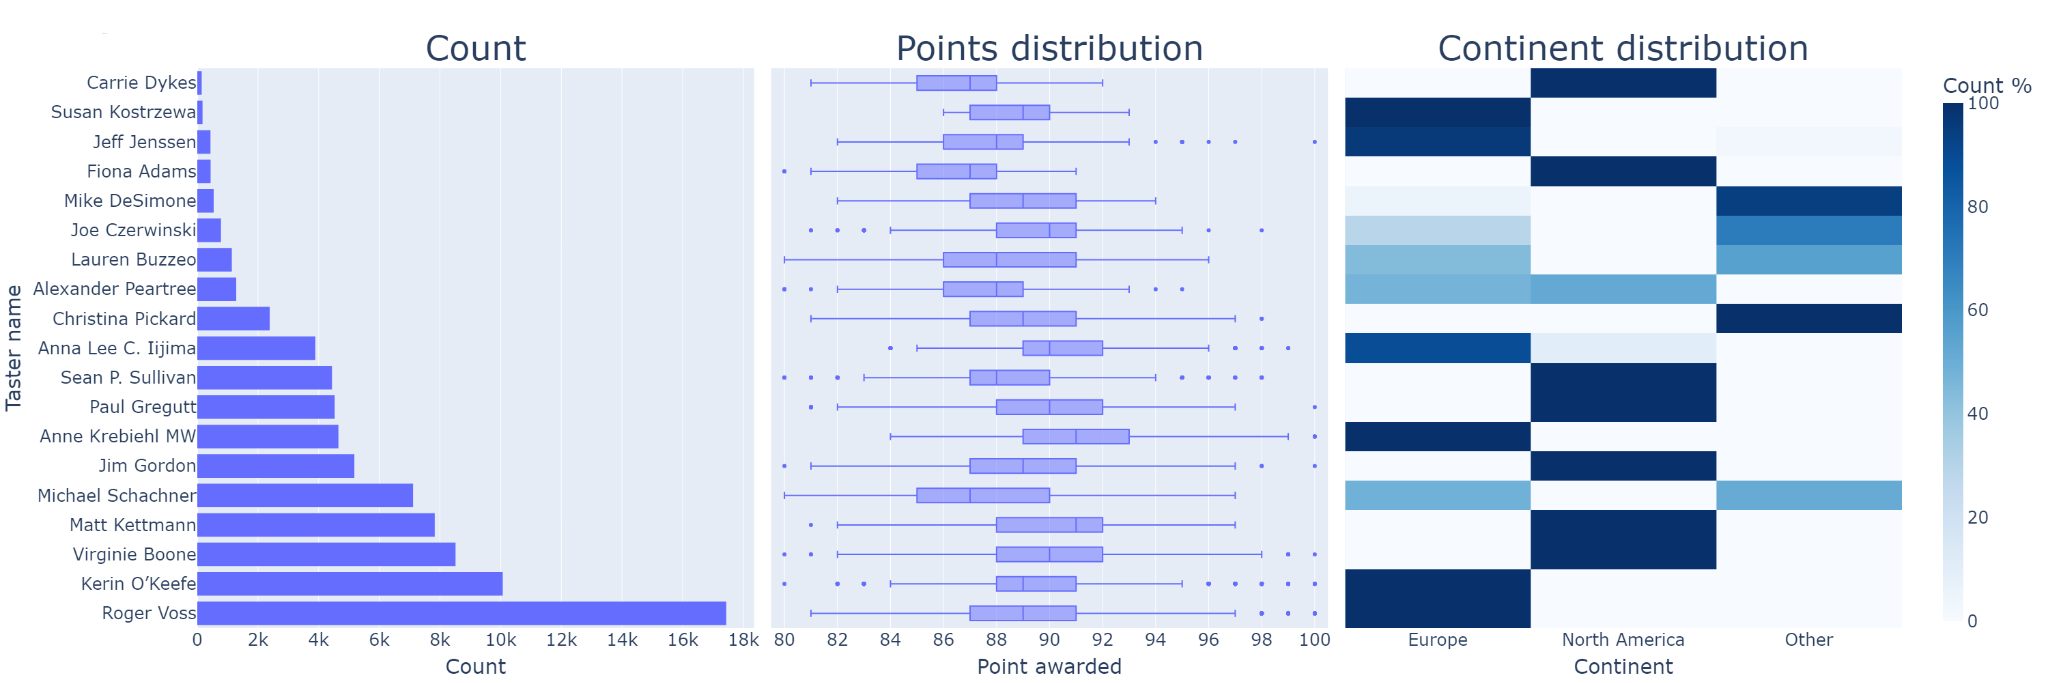 Count
Points distribution
Continent distribution
Taster name
Carrie Dykes
Susan Kostrzewa
Jeff Jenssen
Fiona Adams
Mike DeSimone
Joe Czerwinski
Lauren Buzzeo
Alexander Peartree
Christina Pickard
Anna Lee C. Iijima
Sean P. Sullivan
Paul Gregutt
Anne Krebiehl MW
Jim Gordon
Michael Schachner
Matt Kettmann
Virginie Boone
Kerin O’Keefe
Roger Voss
0 2k 4k 6k 8k 10k 12k 14k 16k 18k
Count
80 82 84 86 88 90 92 94 96 98 100
Point awarded
Europe North America Other
Continent
Count %
100
80
60
40
20
0